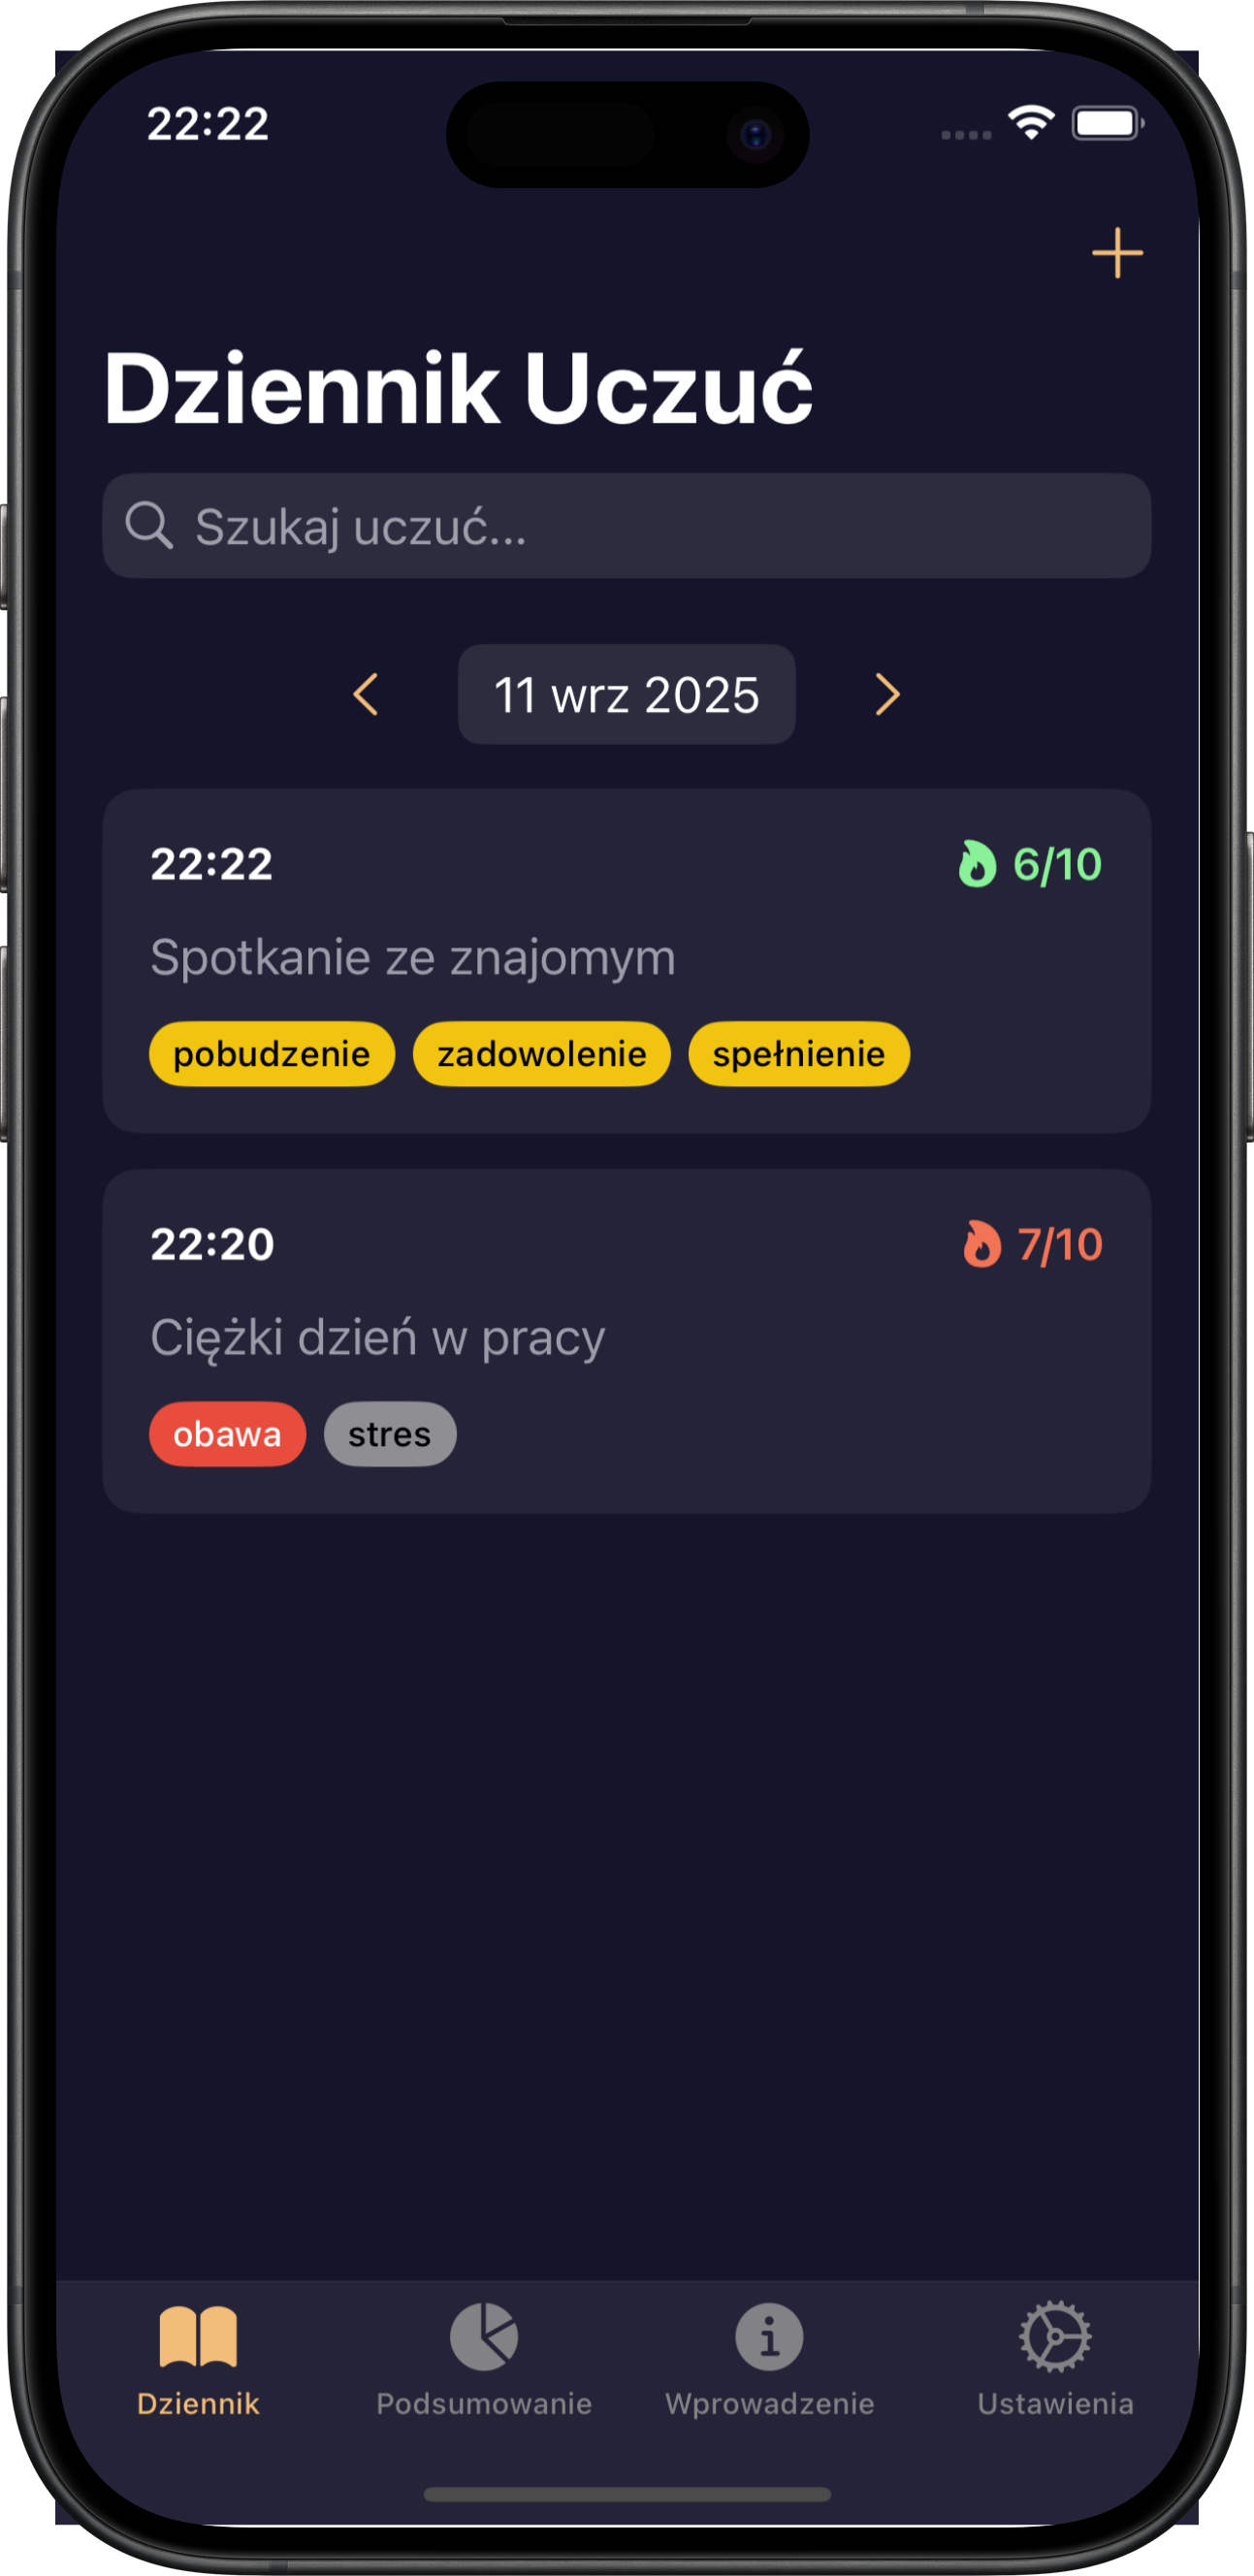 22:22
Dziennik Uczuć
Szukaj uczuć...
11 wrz 2025
22:22 6/10
Spotkanie ze znajomym
pobudzenie zadowolenie spełnienie
22:20 7/10
Ciężki dzień w pracy
obawa stres
Dziennik Podsumowanie Wprowadzenie Ustawienia